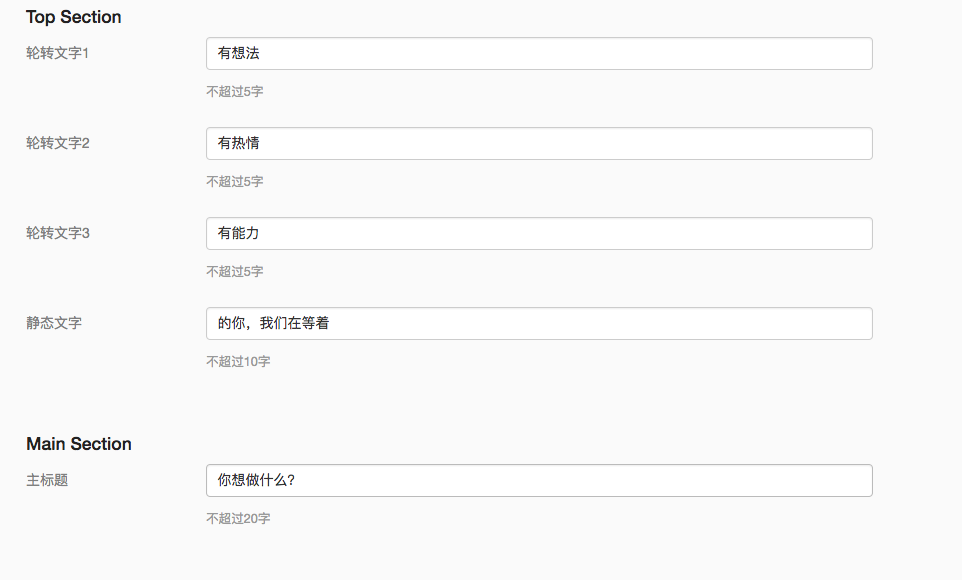 Top Section
轮转文字1
有想法
不超过5字
轮转文字2
有热情
不超过5字
轮转文字3
有能力
不超过5字
静态文字
的你，我们在等着
不超过10字
Main Section
主标题
你想做什么?
不超过20字